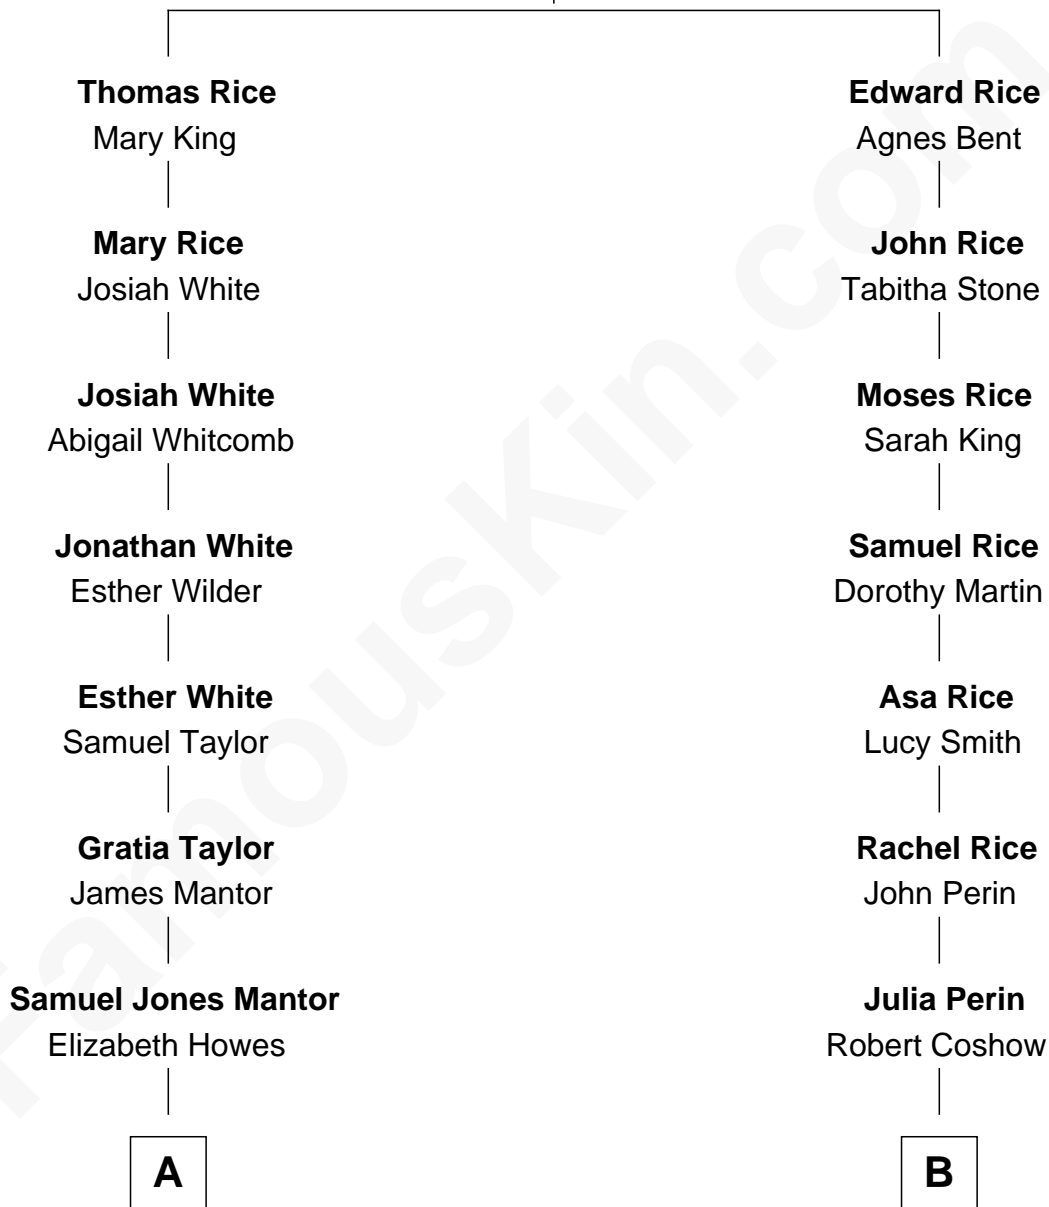 Thomas Rice
Mary King
Mary Rice
Josiah White
Josiah White
Abigail Whitcomb
Jonathan White
Esther Wilder
Esther White
Samuel Taylor
Gratia Taylor
James Mantor
Samuel Jones Mantor
Elizabeth Howes
A
Edward Rice
Agnes Bent
John Rice
Tabitha Stone
Moses Rice
Sarah King
Samuel Rice
Dorothy Martin
Asa Rice
Lucy Smith
Rachel Rice
John Perin
Julia Perin
Robert Coshow
B
FamousKin.com